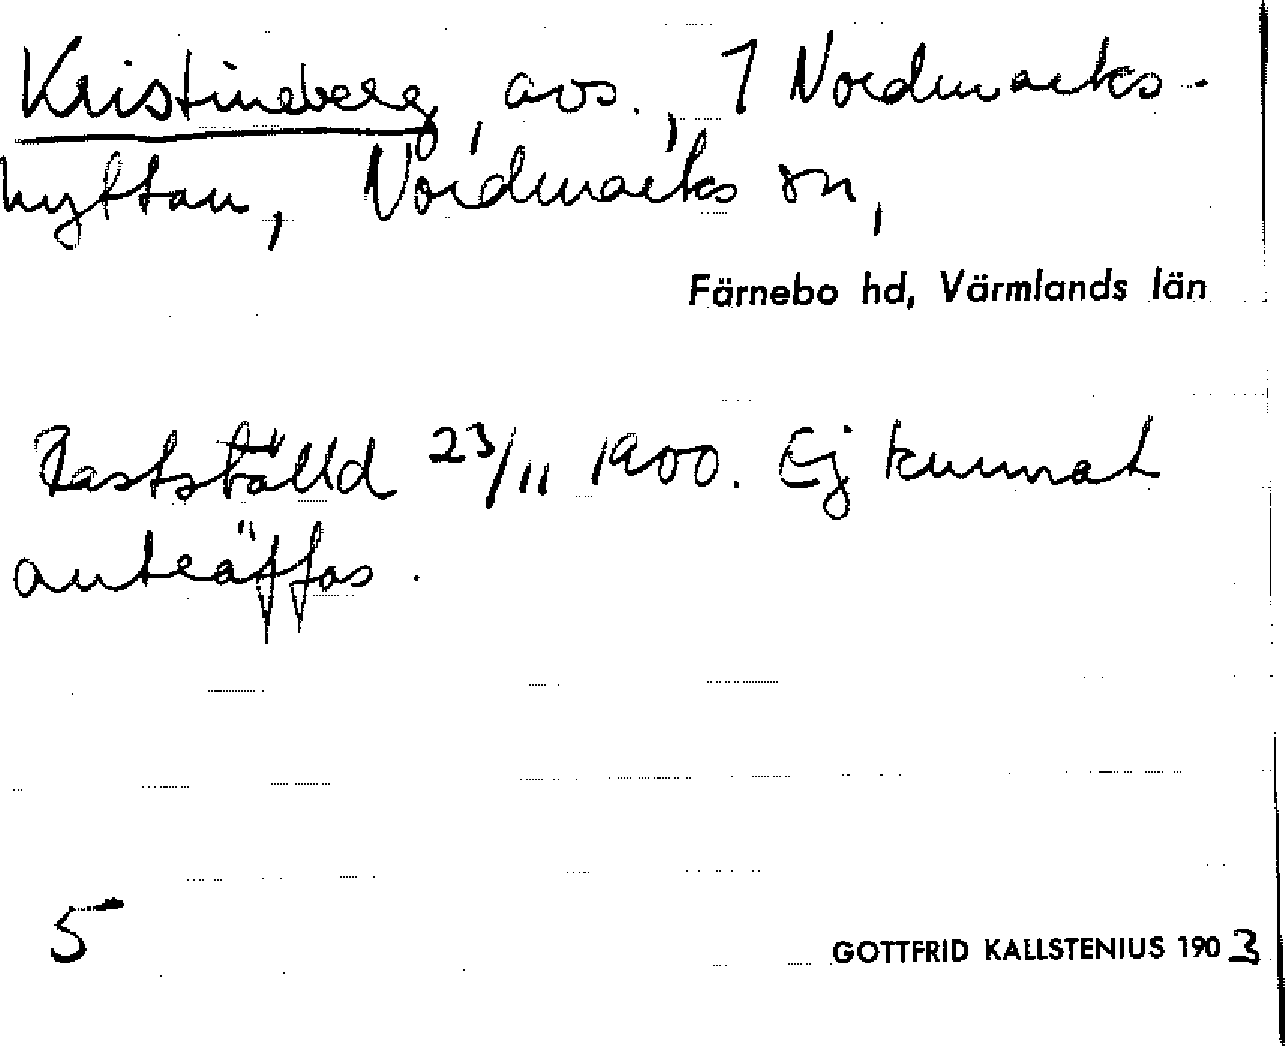 Kristineberg, avs., 1 Nordmarks-
hyttan, Nordmarks sn,
Färnebo hd, Värmlands län
Fastställd 23/11 1900. Ej kunnat
anträffas.
5
GOTTFRID KALLSTENIUS 1903